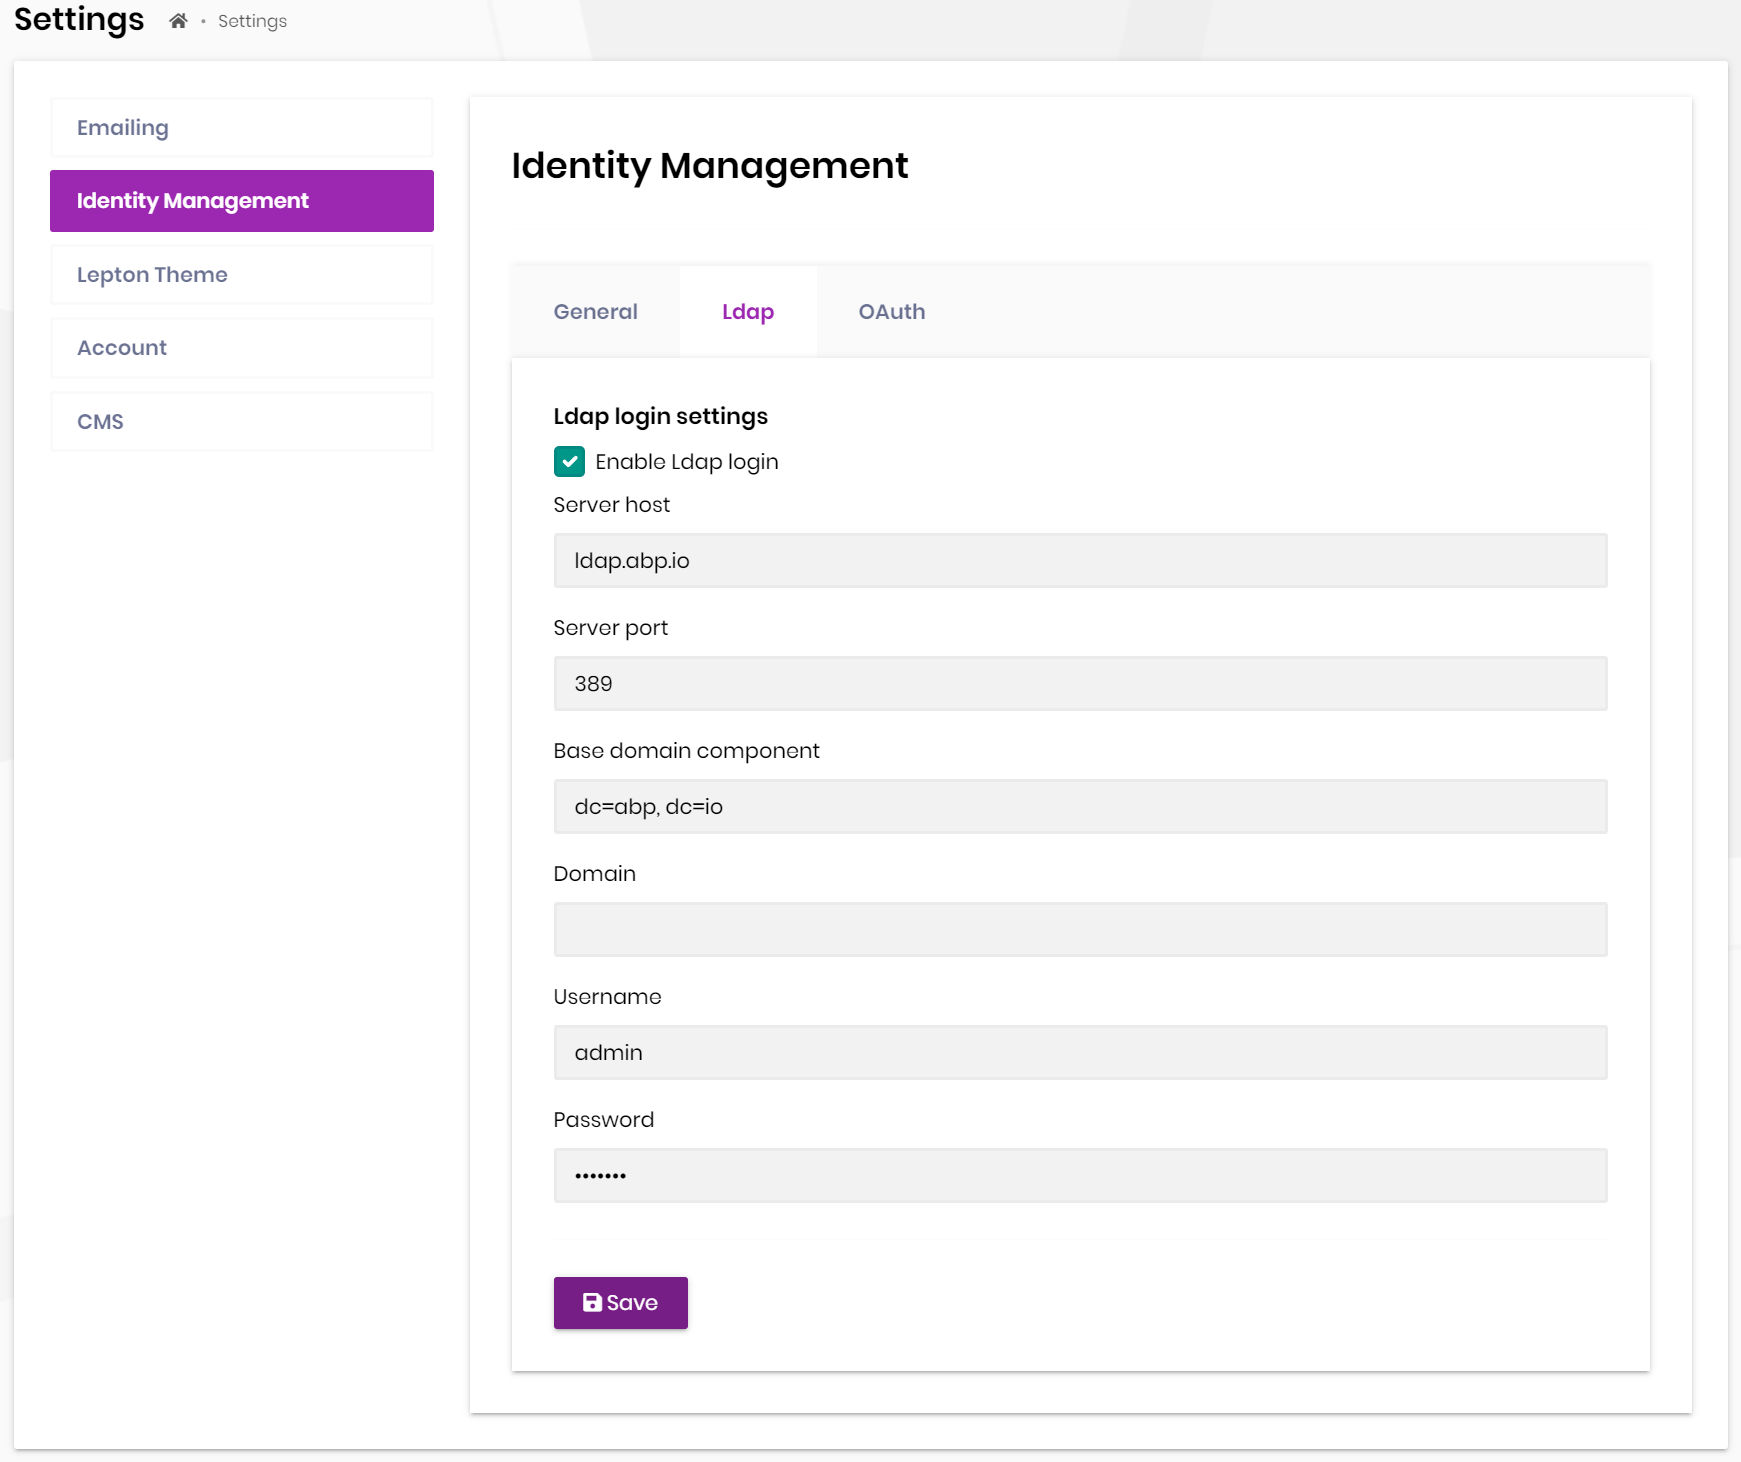 Settings
Settings
Emailing
Identity Management
Lepton Theme
Account
CMS
Identity Management
General
Ldap
OAuth
Ldap login settings
Enable Ldap login
Server host
ldap.abp.io
Server port
389
Base domain component
dc=abp, dc=io
Domain
Username
admin
Password
•••••••
Save